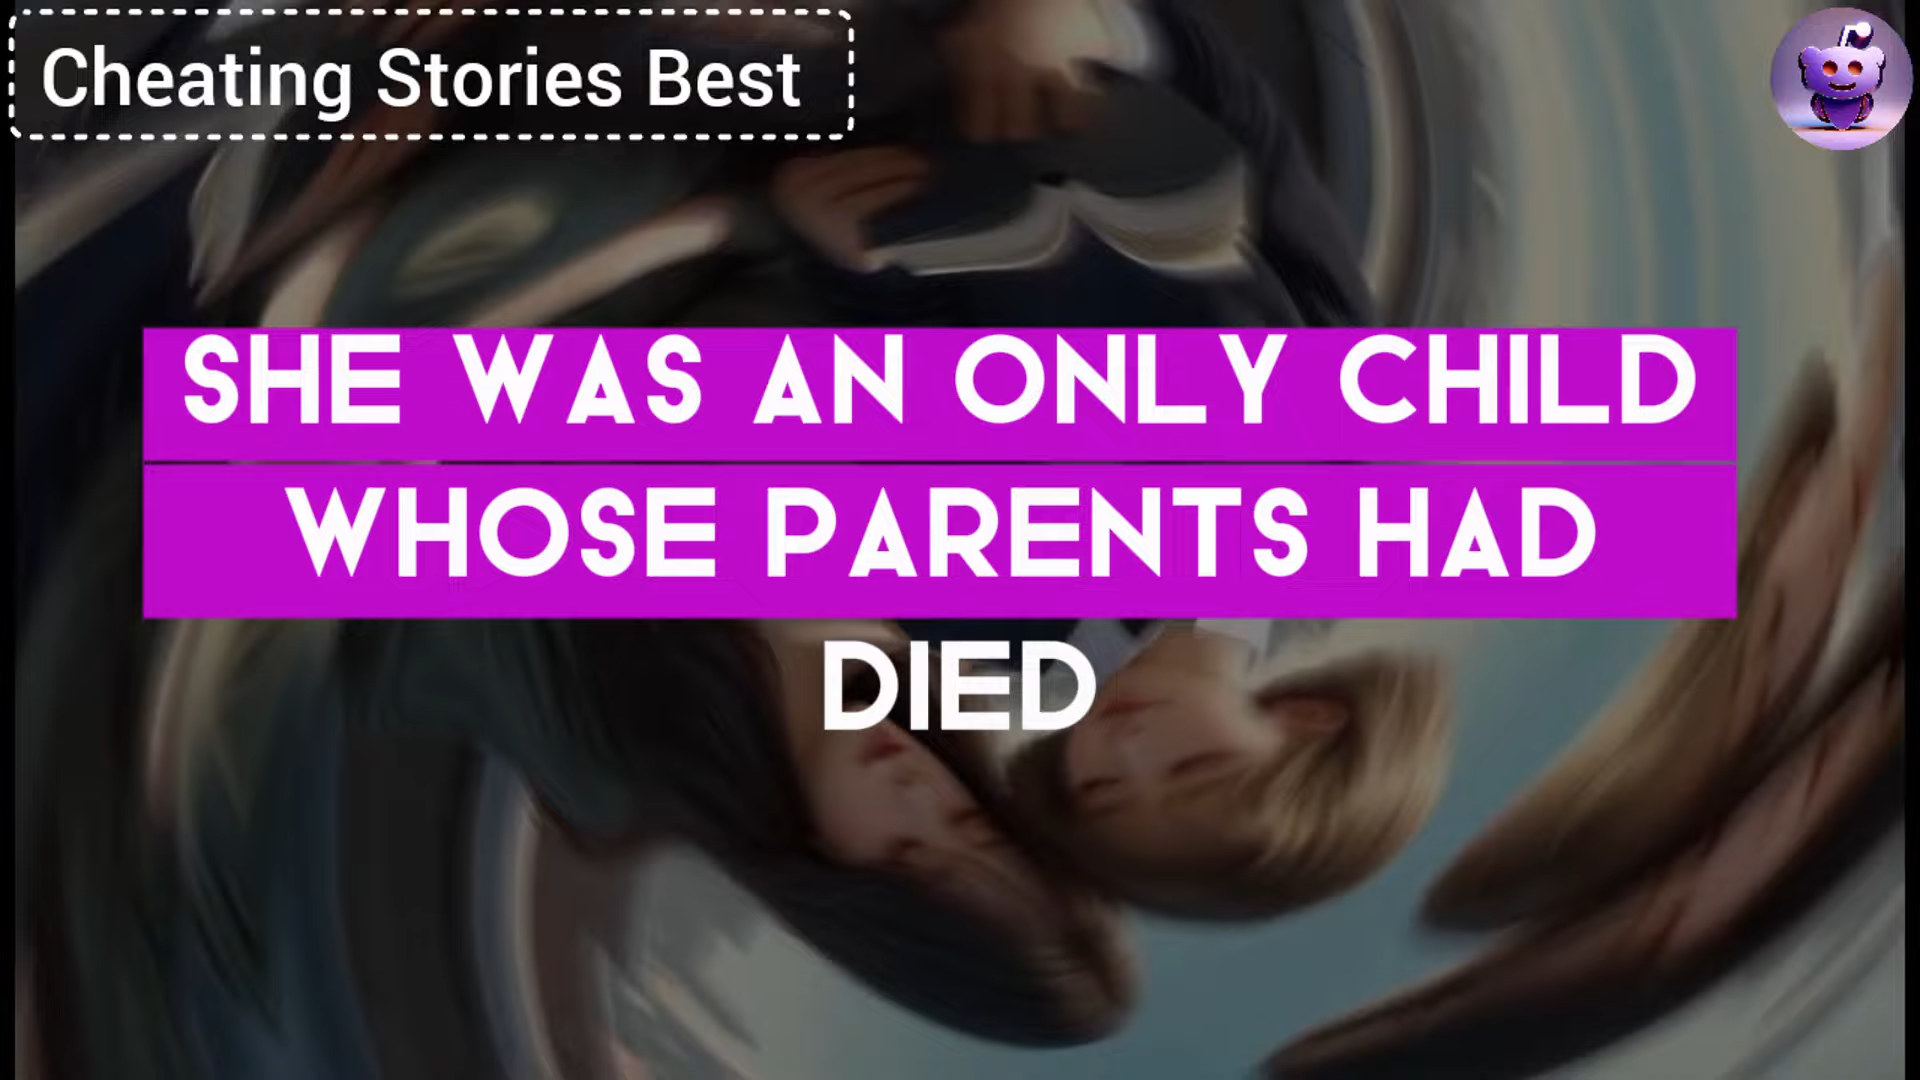 Cheating Stories Best
SHE WAS AN ONLY CHILD
WHOSE PARENTS HAD
DIED